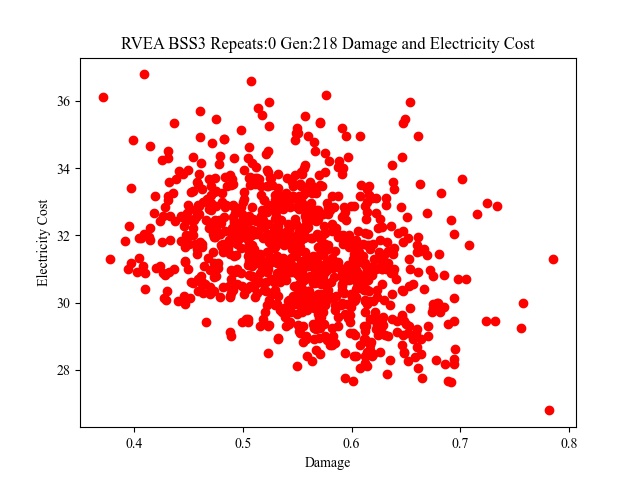 RVEA BSS3 Repeats:0 Gen:218 Damage and Electricity Cost
36
34
32
30
28
Electricity Cost
0.4 0.5 0.6 0.7 0.8
Damage